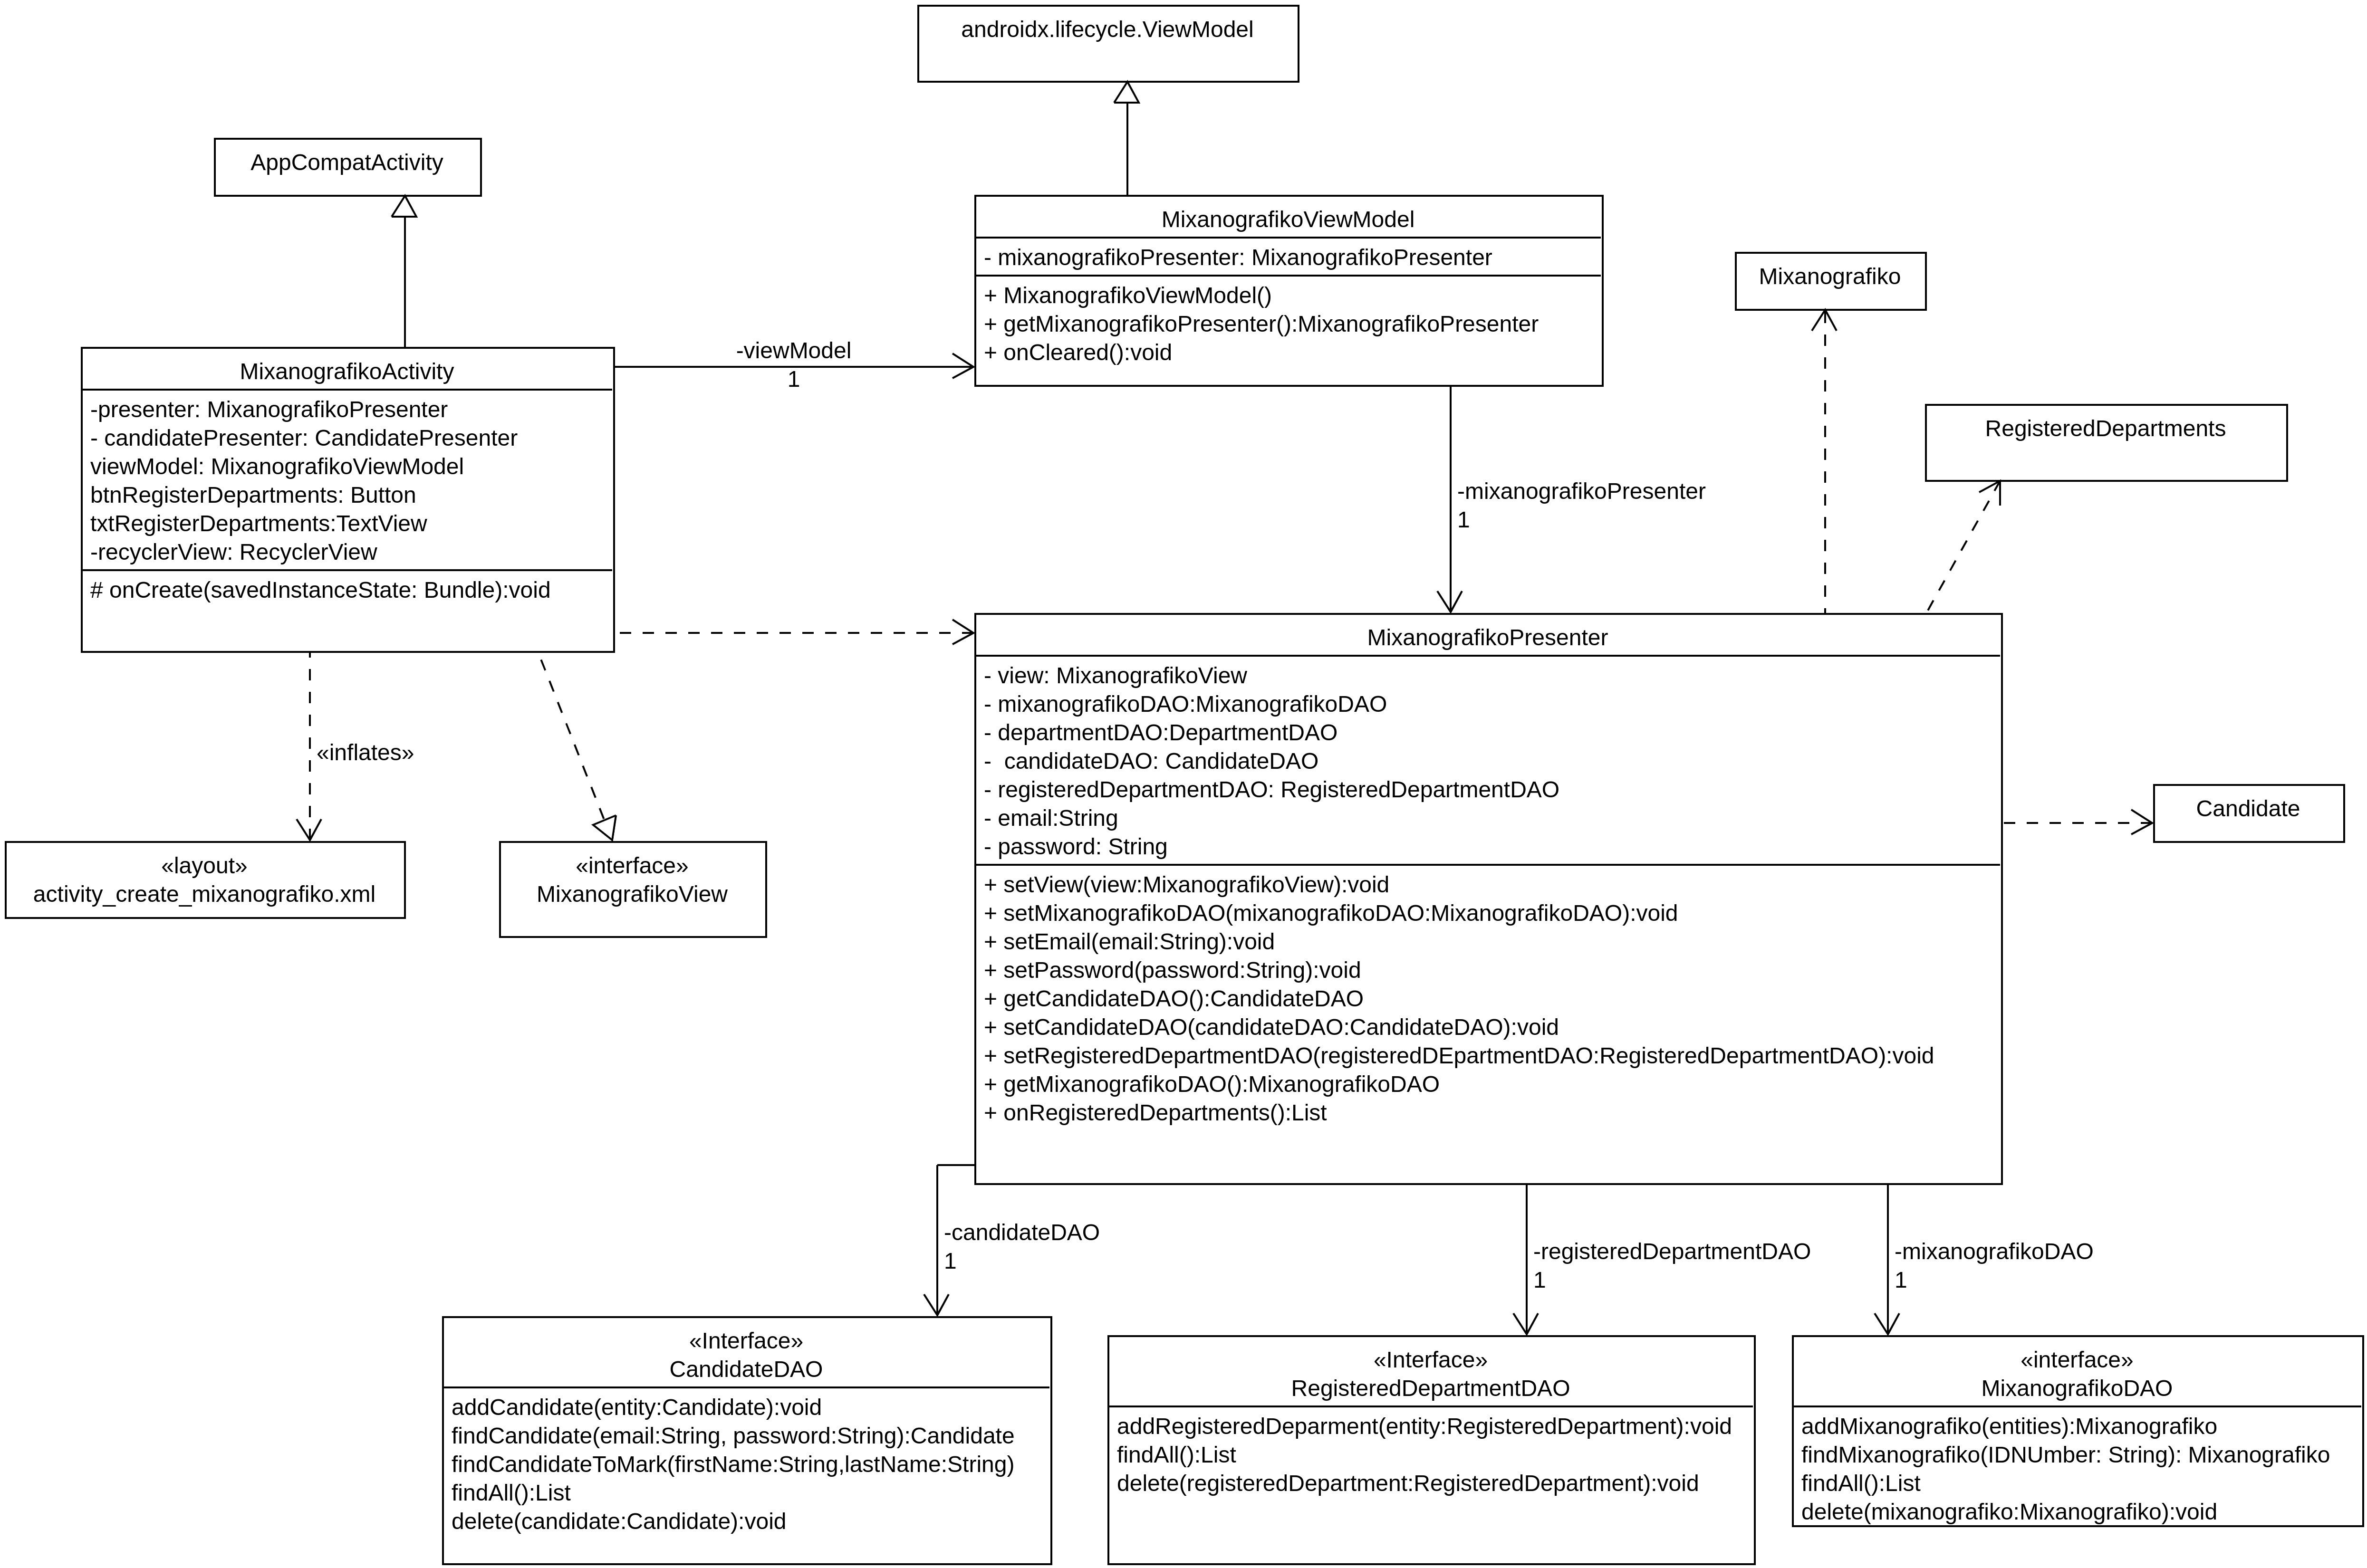 androidx.lifecycle.ViewModel
AppCompatActivity
MixanografikoViewModel
- mixanografikoPresenter: MixanografikoPresenter
+ MixanografikoViewModel()
+ getMixanografikoPresenter():MixanografikoPresenter
+ onCleared():void
Mixanografiko
-viewModel
1
MixanografikoActivity
-presenter: MixanografikoPresenter
- candidatePresenter: CandidatePresenter
viewModel: MixanografikoViewModel
btnRegisterDepartments: Button
txtRegisterDepartments:TextView
-recyclerView: RecyclerView
# onCreate(savedInstanceState: Bundle):void
RegisteredDepartments
-mixanografikoPresenter
1
MixanografikoPresenter
- view: MixanografikoView
- mixanografikoDAO:MixanografikoDAO
- departmentDAO:DepartmentDAO
-  candidateDAO: CandidateDAO
- registeredDepartmentDAO: RegisteredDepartmentDAO
- email:String
- password: String
+ setView(view:MixanografikoView):void
+ setMixanografikoDAO(mixanografikoDAO:MixanografikoDAO):void
+ setEmail(email:String):void
+ setPassword(password:String):void
+ getCandidateDAO():CandidateDAO
+ setCandidateDAO(candidateDAO:CandidateDAO):void
+ setRegisteredDepartmentDAO(registeredDEpartmentDAO:RegisteredDepartmentDAO):void
+ getMixanografikoDAO():MixanografikoDAO
+ onRegisteredDepartments():List
«inflates»
«layout»
activity_create_mixanografiko.xml
«interface»
MixanografikoView
Candidate
-candidateDAO
1
-registeredDepartmentDAO
1
-mixanografikoDAO
1
«Interface»
CandidateDAO
addCandidate(entity:Candidate):void
findCandidate(email:String, password:String):Candidate
findCandidateToMark(firstName:String,lastName:String)
findAll():List
delete(candidate:Candidate):void
«Interface»
RegisteredDepartmentDAO
addRegisteredDeparment(entity:RegisteredDepartment):void
findAll():List
delete(registeredDepartment:RegisteredDepartment):void
«interface»
MixanografikoDAO
addMixanografiko(entities):Mixanografiko
findMixanografiko(IDNUmber: String): Mixanografiko
findAll():List
delete(mixanografiko:Mixanografiko):void